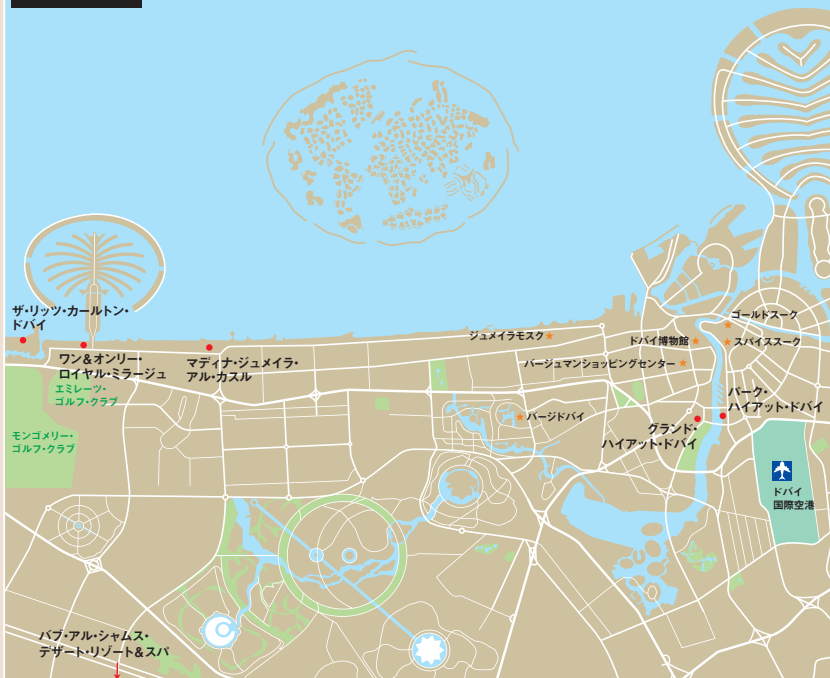 ザ・リッツ・カールトン・
ドバイ
ワン&オンリー・
ロイヤル・ミラージュ
エミレーツ・
ゴルフ・クラブ
モンゴメリー・
ゴルフ・クラブ
マディナ・ジュメイラ・
アル・カスル
ジュメイラモスク
ゴールドスーク
ドバイ博物館
スパイススーク
バージュマンショッピングセンター
パーク・
ハイアット・ドバイ
バージドバイ
グランド・
ハイアット・ドバイ
ドバイ
国際空港
バブ・アル・シャムス・
デザート・リゾート&スパ